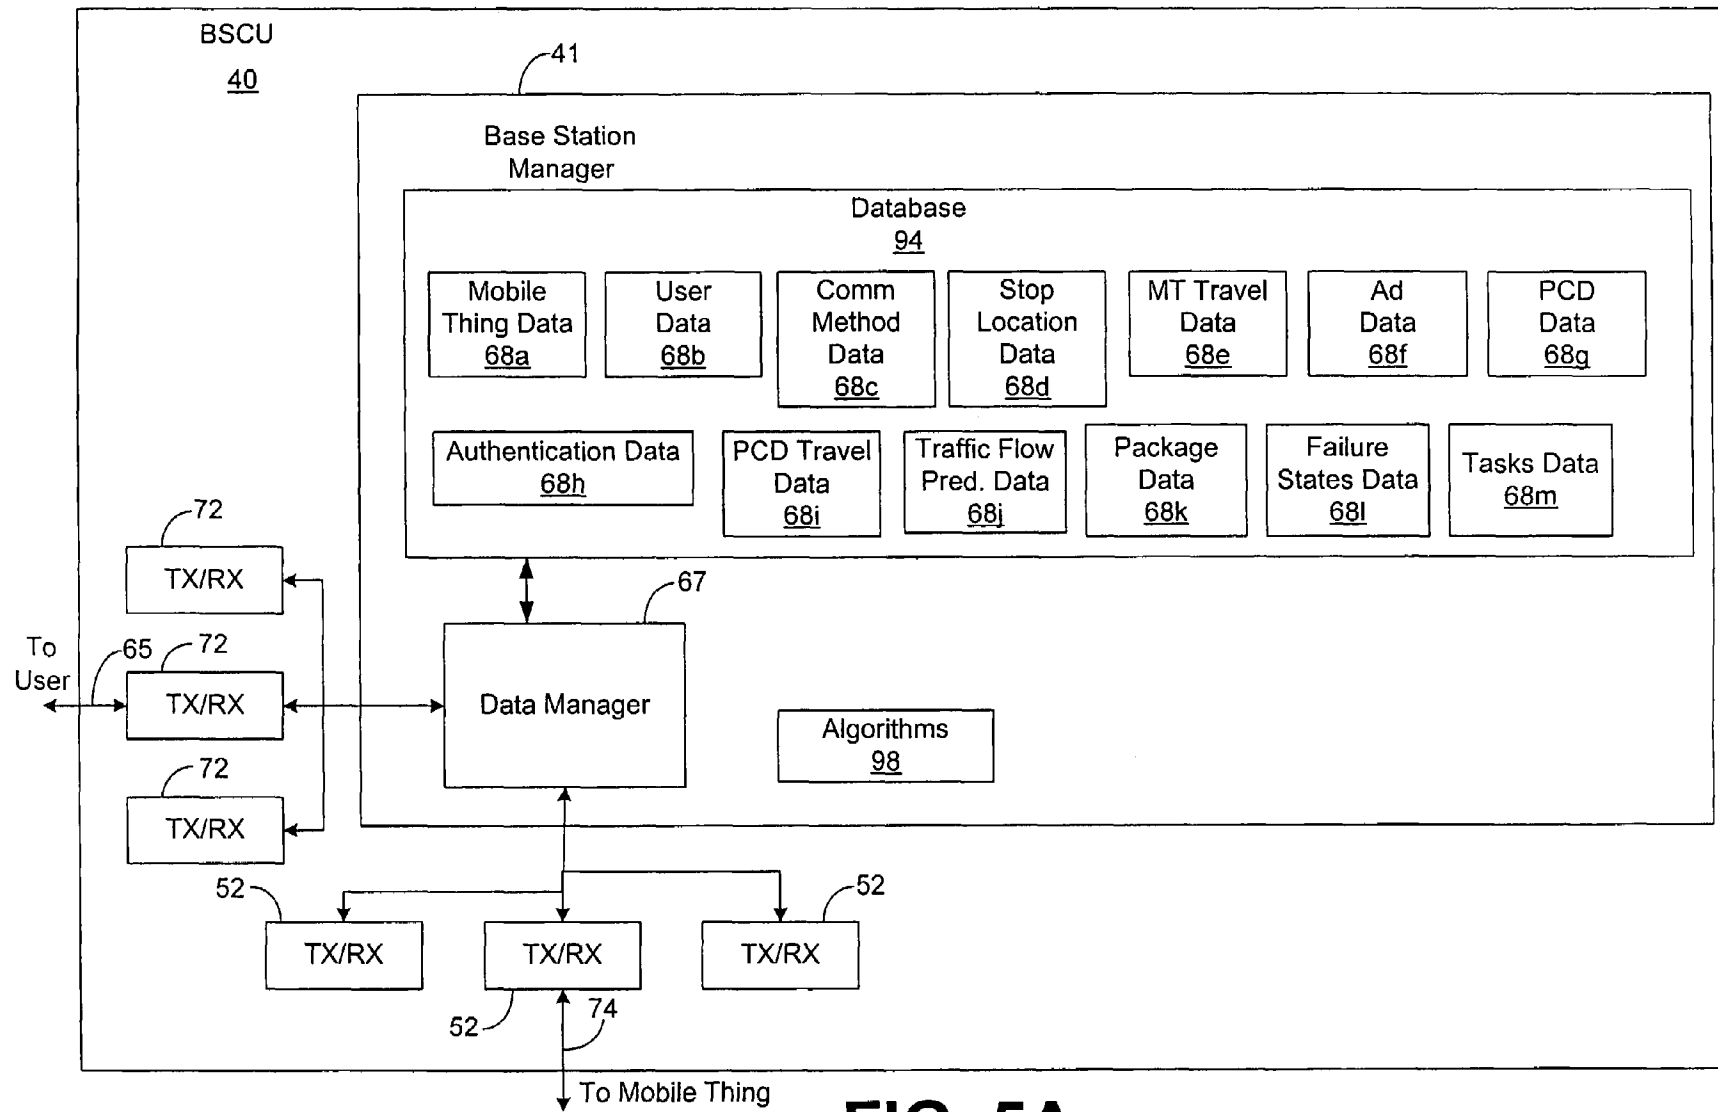 BSCU
40
41
Base Station
Manager
Database
94
Mobile
Thing Data
68a
User
Data
68b
Comm
Method
Data
68c
Stop
Location
Data
68d
MT Travel
Data
68e
Ad
Data
68f
PCD
Data
68g
Authentication Data
68h
PCD Travel
Data
68i
Traffic Flow
Pred. Data
68j
Package
Data
68k
Failure
States Data
68l
Tasks Data
68m
72
TX/RX
67
To
User
65
72
TX/RX
Data Manager
Algorithms
98
72
TX/RX
52
TX/RX
52
TX/RX
52
TX/RX
74
To Mobile Thing
FIG. 5A